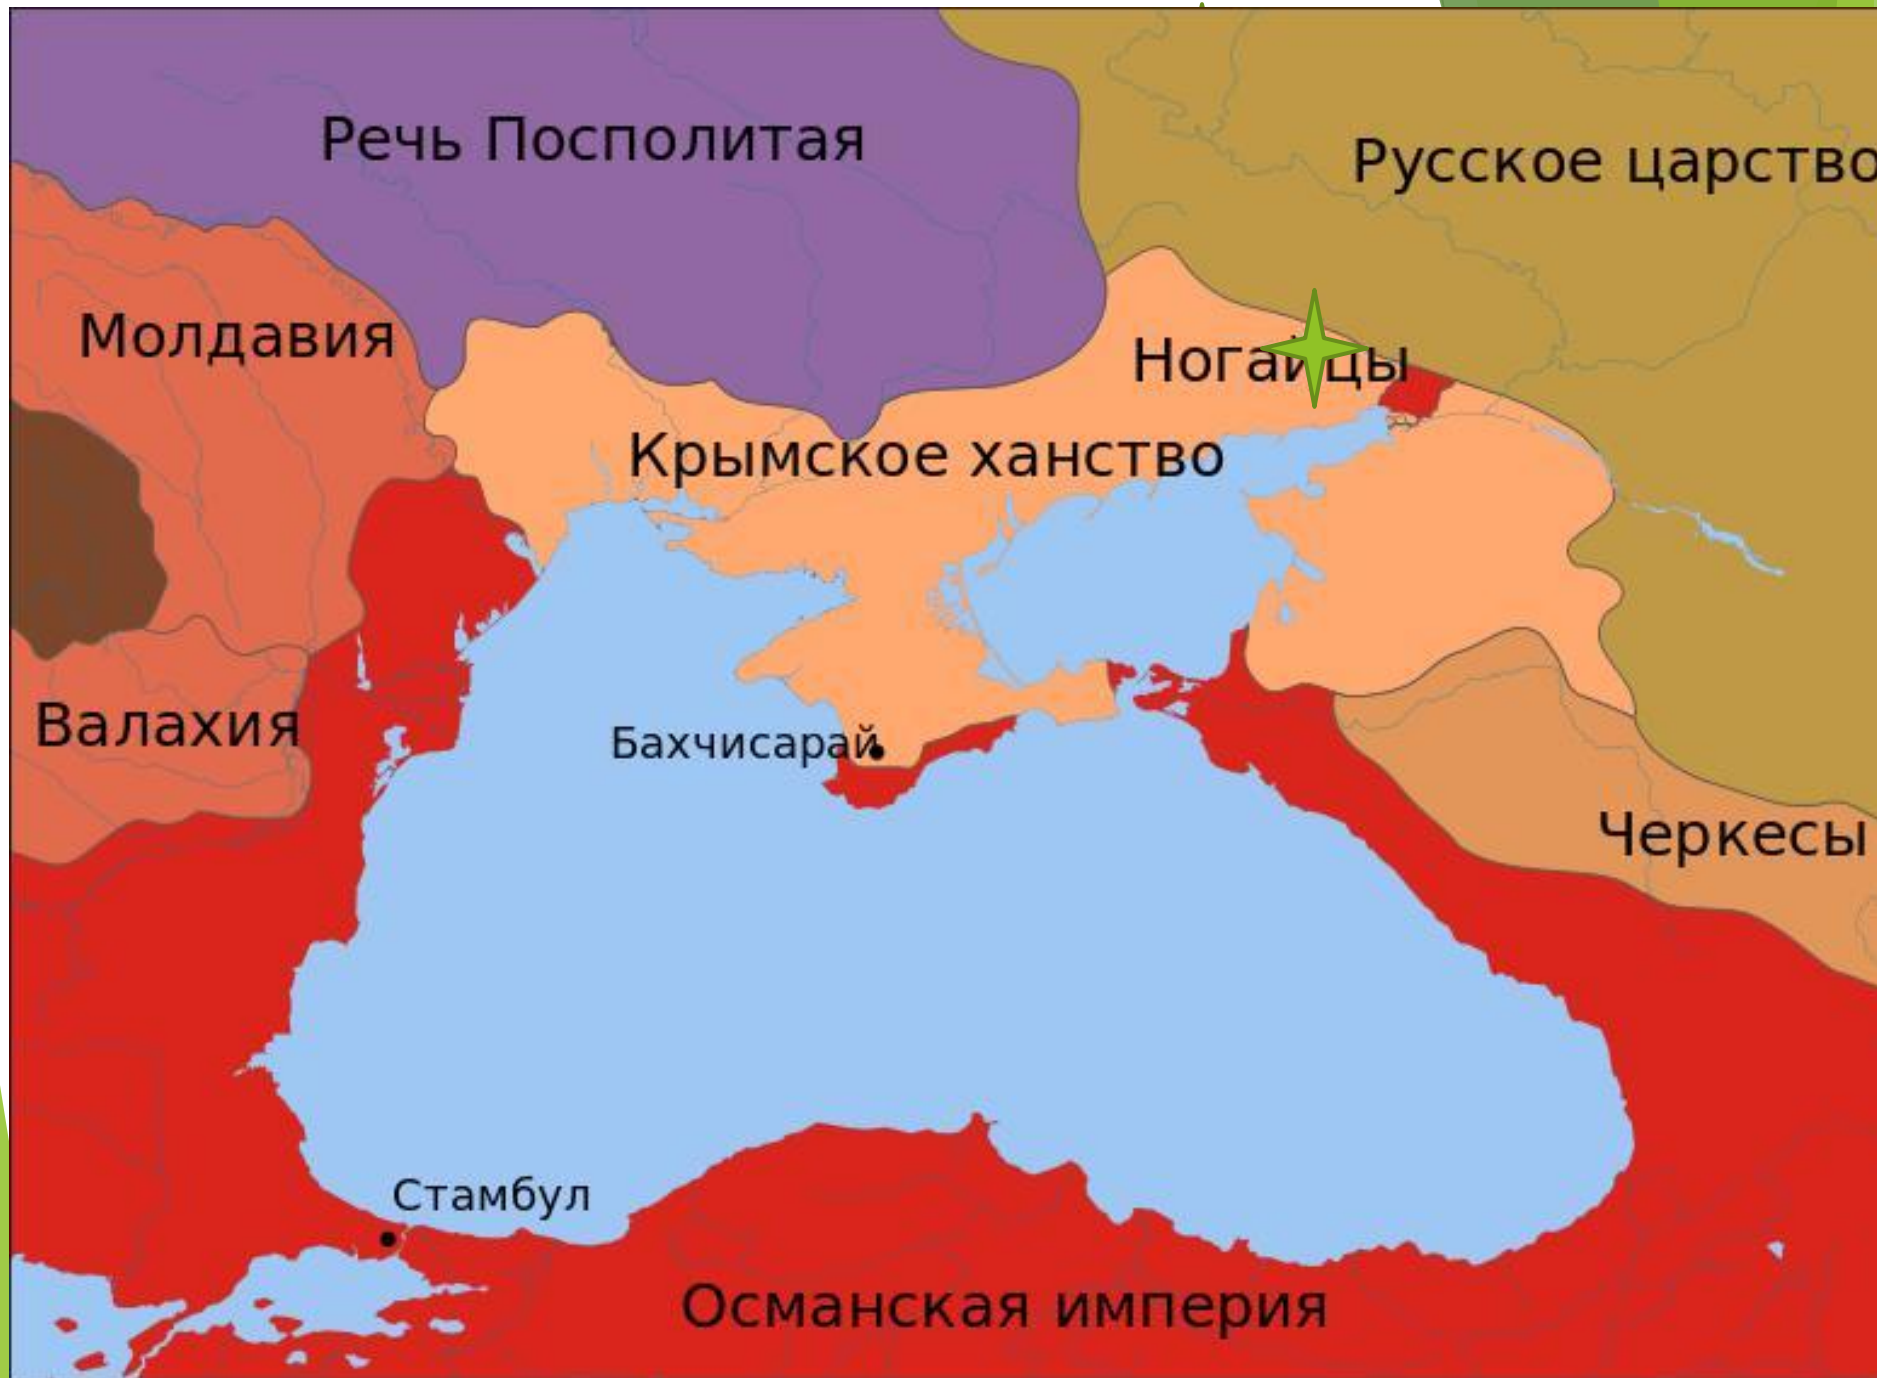 Речь Посполитая
Русское царство
Молдавия
Ногайцы
Крымское ханство
Валахия
Бахчисарай
Черкесы
Стамбул
Османская империя